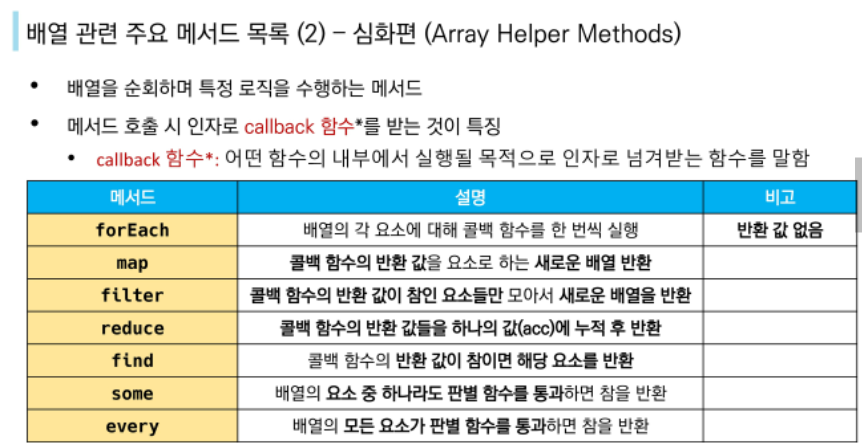 배열 관련 주요 메서드 목록 (2) – 심화편 (Array Helper Methods)
• 배열을 순회하며 특정 로직을 수행하는 메서드
• 메서드 호출 시 인자로 callback 함수*를 받는 것이 특징
• callback 함수*: 어떤 함수의 내부에서 실행될 목적으로 인자로 넘겨받는 함수를 말함
메서드 설명 비고
forEach 배열의 각 요소에 대해 콜백 함수를 한 번씩 실행 반환 값 없음
map 콜백 함수의 반환 값을 요소로 하는 새로운 배열 반환
filter 콜백 함수의 반환 값이 참인 요소들만 모아서 새로운 배열을 반환
reduce 콜백 함수의 반환 값들을 하나의 값(acc)에 누적 후 반환
find 콜백 함수의 반환 값이 참이면 해당 요소를 반환
some 배열의 요소 중 하나라도 판별 함수를 통과하면 참을 반환
every 배열의 모든 요소가 판별 함수를 통과하면 참을 반환